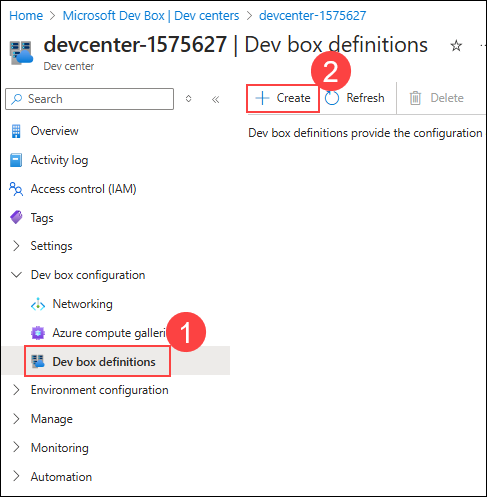 Home > Microsoft Dev Box | Dev centers > devcenter-1575627
devcenter-1575627 | Dev box definitions
Dev center
2
Search
Create
Refresh
Delete
Overview
Dev box definitions provide the configuration
Activity log
Access control (IAM)
Tags
Settings
Dev box configuration
Networking
Azure compute galleri
1
Dev box definitions
Environment configuration
Manage
Monitoring
Automation